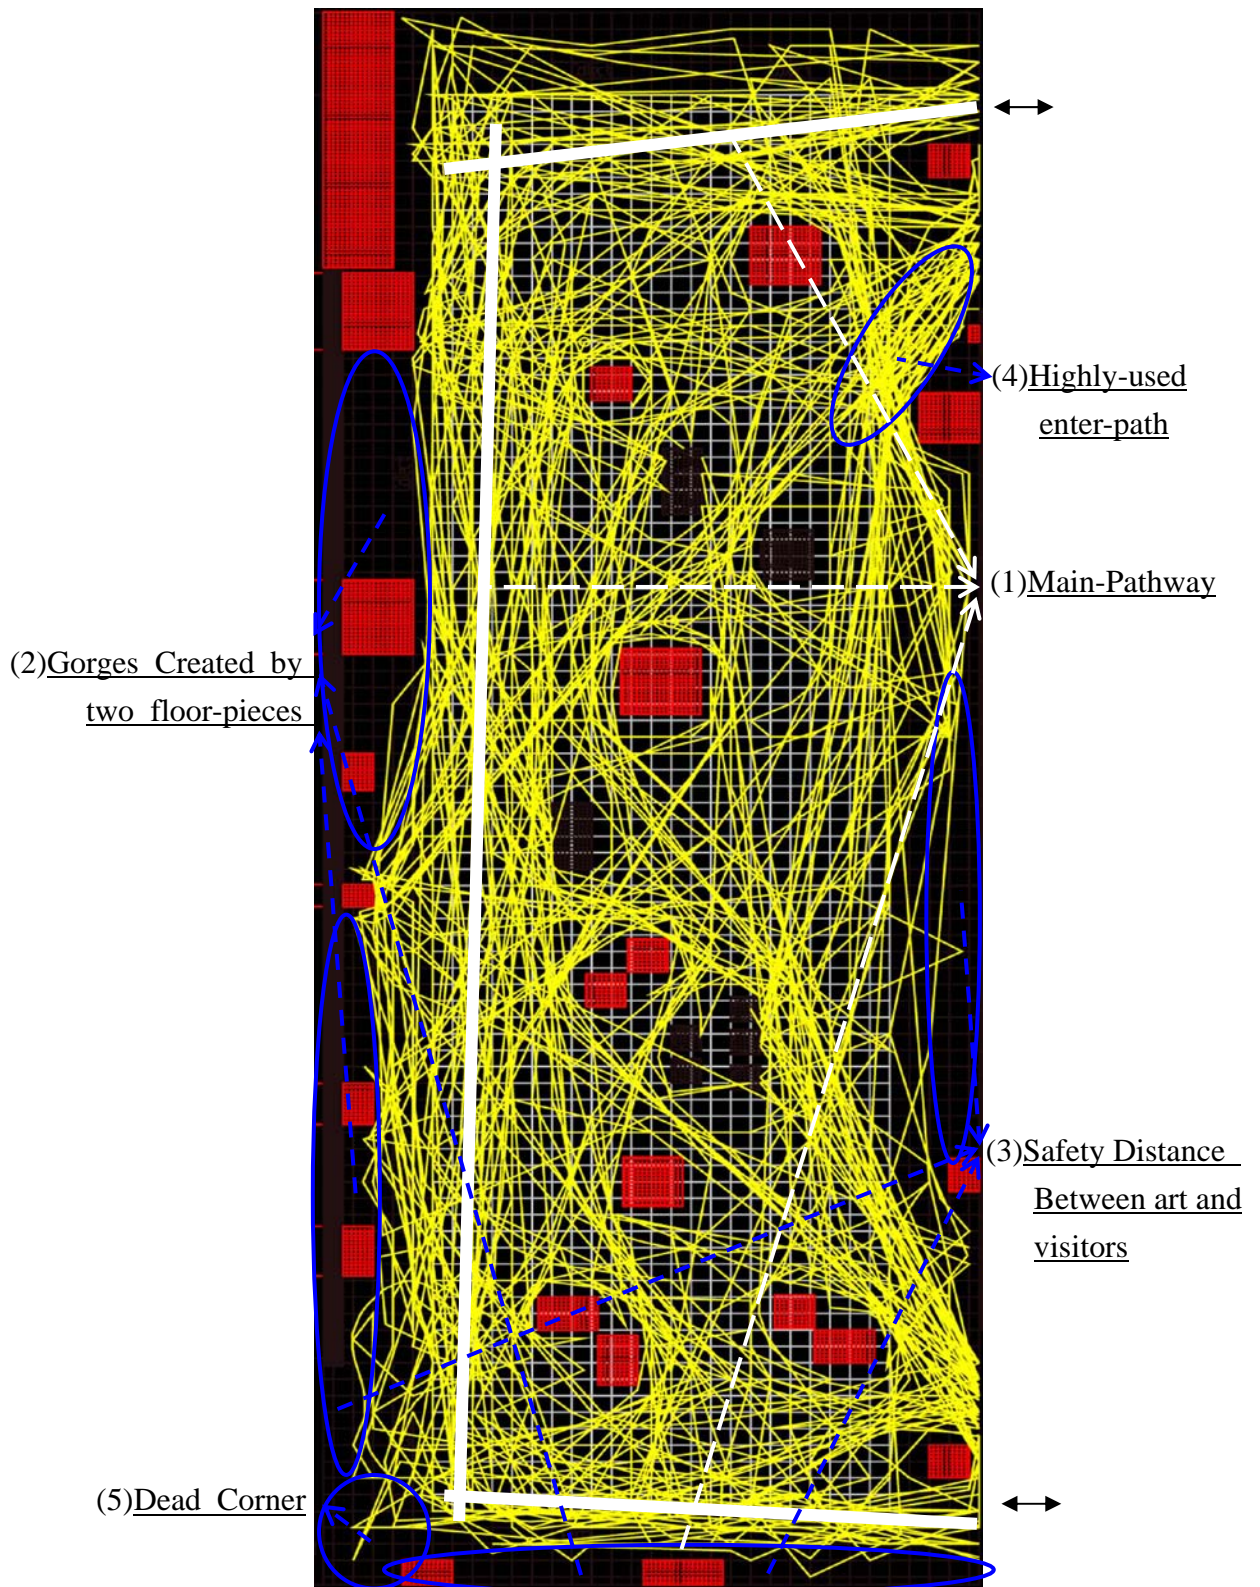 (4)Highly-used
enter-path
(1)Main-Pathway
(2)Gorges Created by
two floor-pieces
(3)Safety Distance
Between art and
visitors
(5)Dead Corner